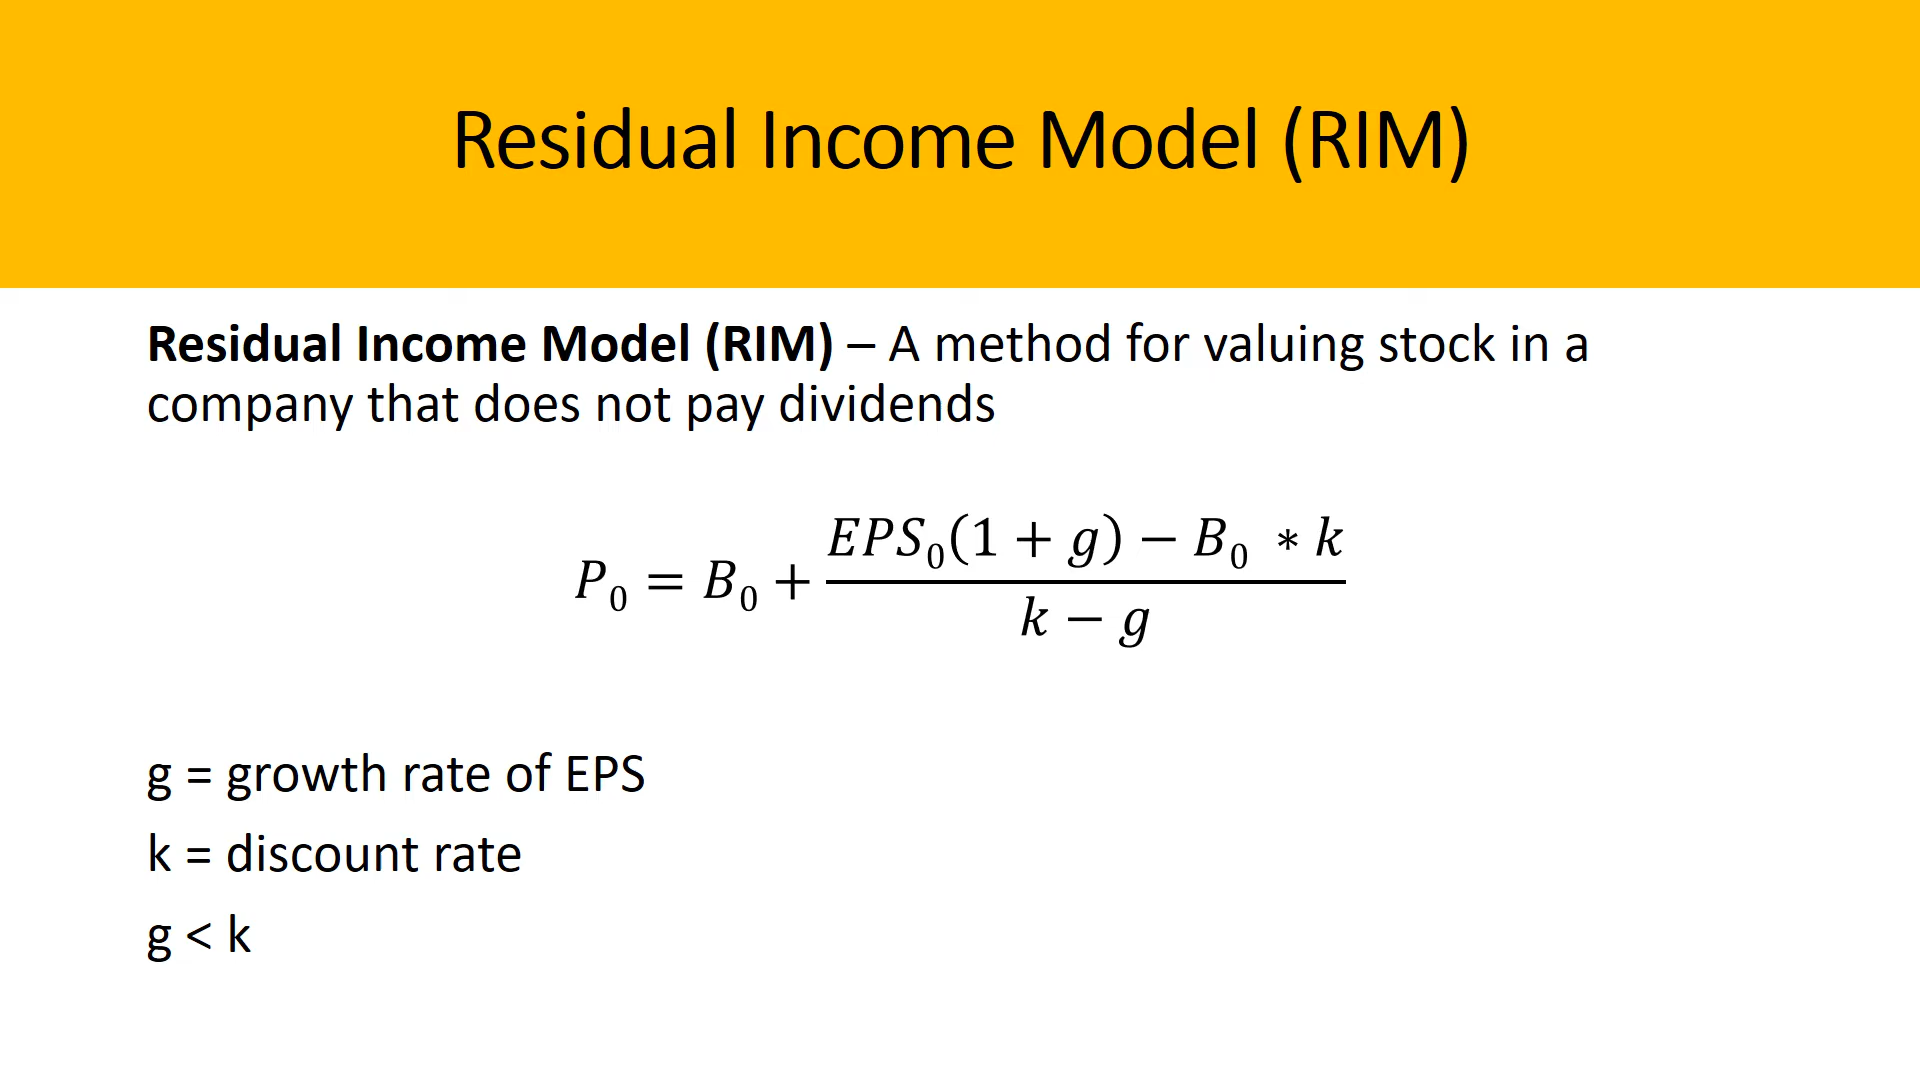 Residual Income Model (RIM)
Residual Income Model (RIM) – A method for valuing stock in a
company that does not pay dividends
P₀ = B₀ + (EPS₀(1 + g) − B₀ * k) / (k − g)
g = growth rate of EPS
k = discount rate
g < k